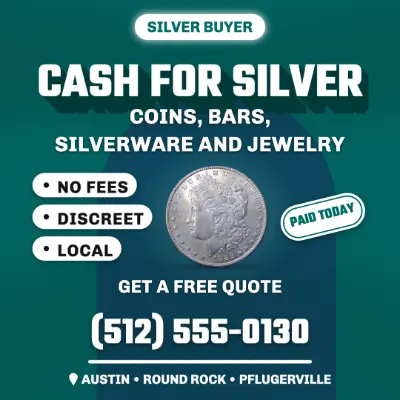 SILVER BUYER
CASH FOR SILVER
COINS, BARS,
SILVERWARE AND JEWELRY
• NO FEES
• DISCREET
• LOCAL
PAID TODAY
GET A FREE QUOTE
(512) 555-0130
AUSTIN • ROUND ROCK • PFLUGERVILLE